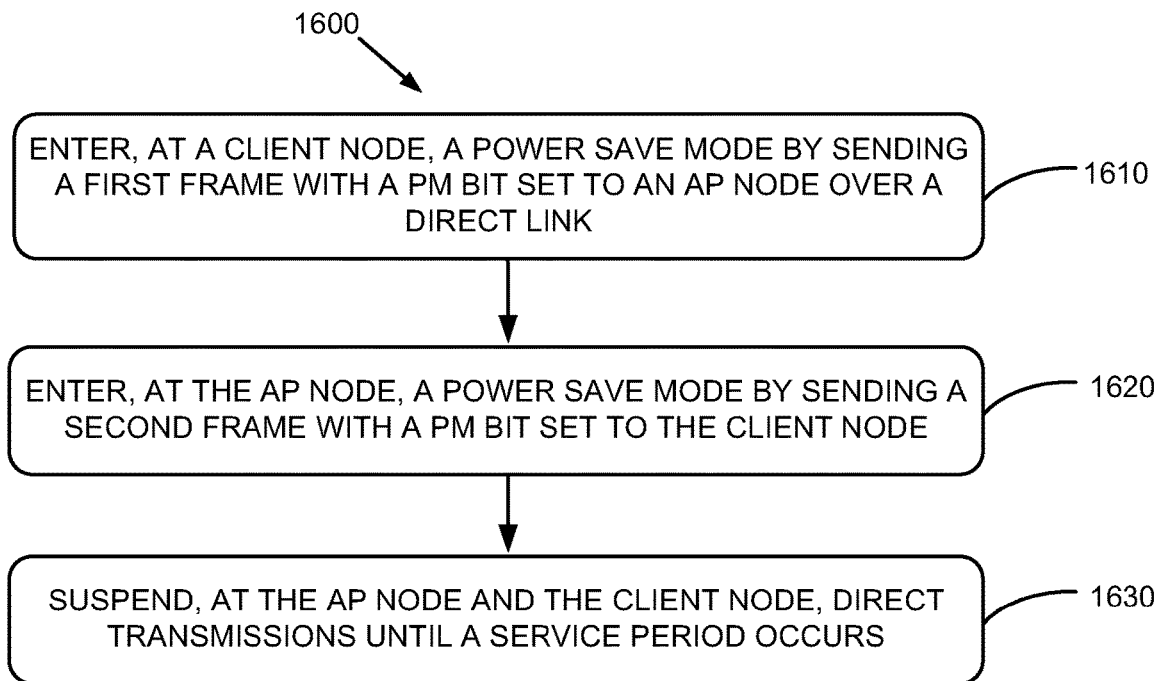 1600
ENTER, AT A CLIENT NODE, A POWER SAVE MODE BY SENDING
A FIRST FRAME WITH A PM BIT SET TO AN AP NODE OVER A
DIRECT LINK
1610
ENTER, AT THE AP NODE, A POWER SAVE MODE BY SENDING A
SECOND FRAME WITH A PM BIT SET TO THE CLIENT NODE
1620
SUSPEND, AT THE AP NODE AND THE CLIENT NODE, DIRECT
TRANSMISSIONS UNTIL A SERVICE PERIOD OCCURS
1630